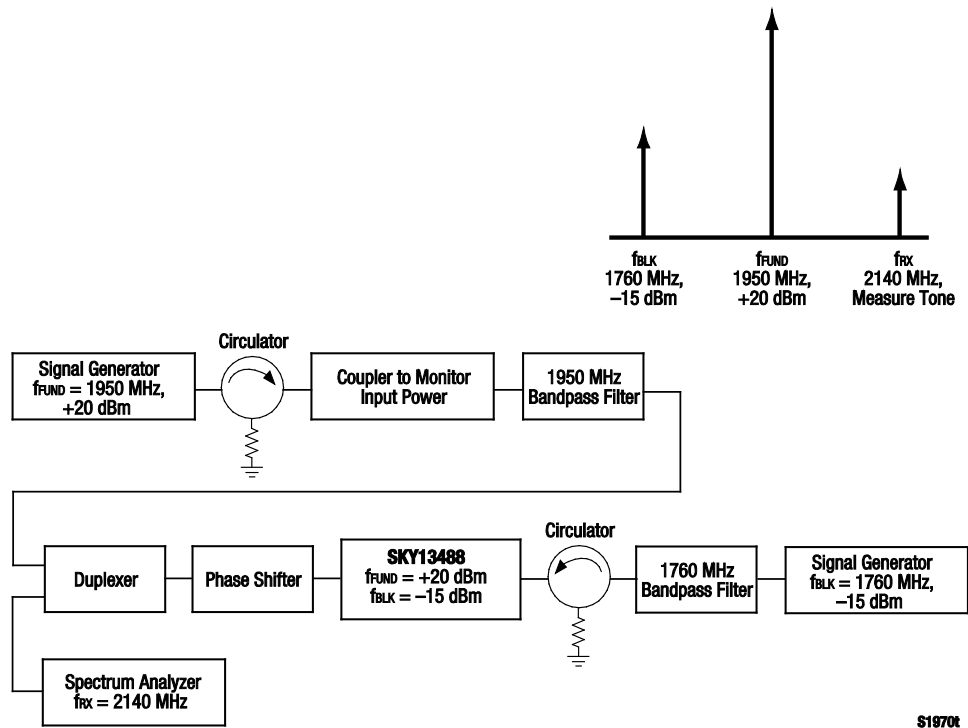 fBLK
1760 MHz,
–15 dBm
fFUND
1950 MHz,
+20 dBm
fRX
2140 MHz,
Measure Tone
Circulator
Signal Generator
fFUND = 1950 MHz,
+20 dBm
Coupler to Monitor
Input Power
1950 MHz
Bandpass Filter
Circulator
Duplexer
Phase Shifter
SKY13488
fFUND = +20 dBm
fBLK = –15 dBm
1760 MHz
Bandpass Filter
Signal Generator
fBLK = 1760 MHz,
–15 dBm
Spectrum Analyzer
fRX = 2140 MHz
S1970t